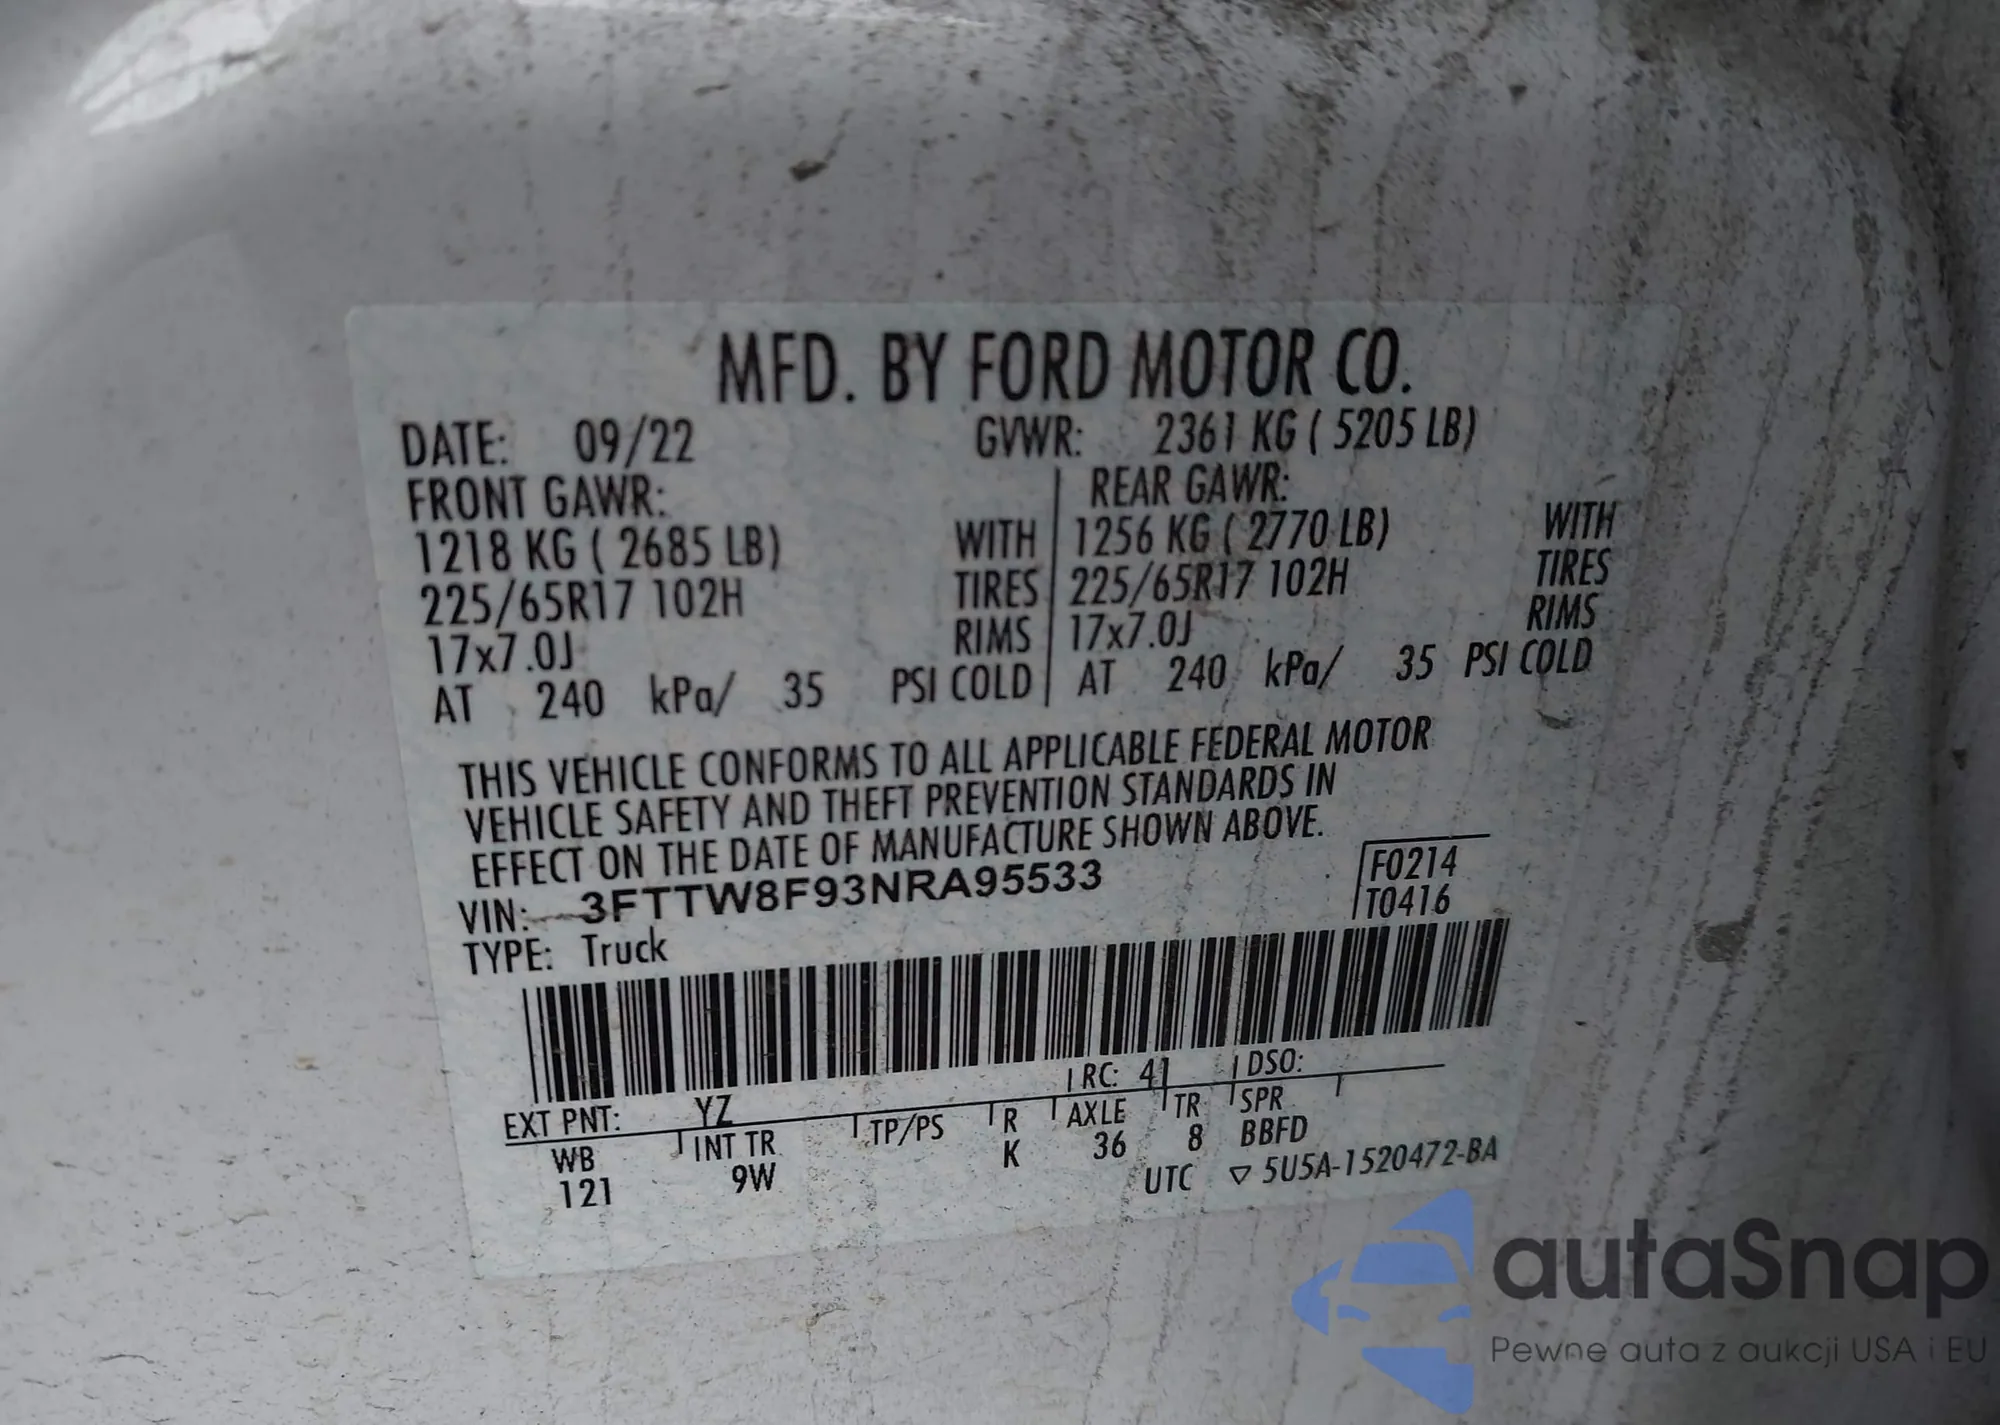 MFD. BY FORD MOTOR CO.
DATE: 09/22 GVWR: 2361 KG ( 5205 LB)
FRONT GAWR: REAR GAWR:
1218 KG ( 2685 LB) WITH 1256 KG ( 2770 LB) WITH
225/65R17 102H TIRES 225/65R17 102H TIRES
17x7.0J RIMS 17x7.0J RIMS
AT 240 kPa/ 35 PSI COLD AT 240 kPa/ 35 PSI COLD
THIS VEHICLE CONFORMS TO ALL APPLICABLE FEDERAL MOTOR
VEHICLE SAFETY AND THEFT PREVENTION STANDARDS IN
EFFECT ON THE DATE OF MANUFACTURE SHOWN ABOVE.
VIN: 3FTTW8F93NRA95533 F0214
TYPE: Truck T0416
EXT PNT: YZ RC: 41 DSO:
WB INT TR TP/PS R AXLE TR SPR
121 9W K 36 8 BBFD
UTC ▽ 5U5A-1520472-BA
autaSnap
Pewne auta z aukcji USA i EU